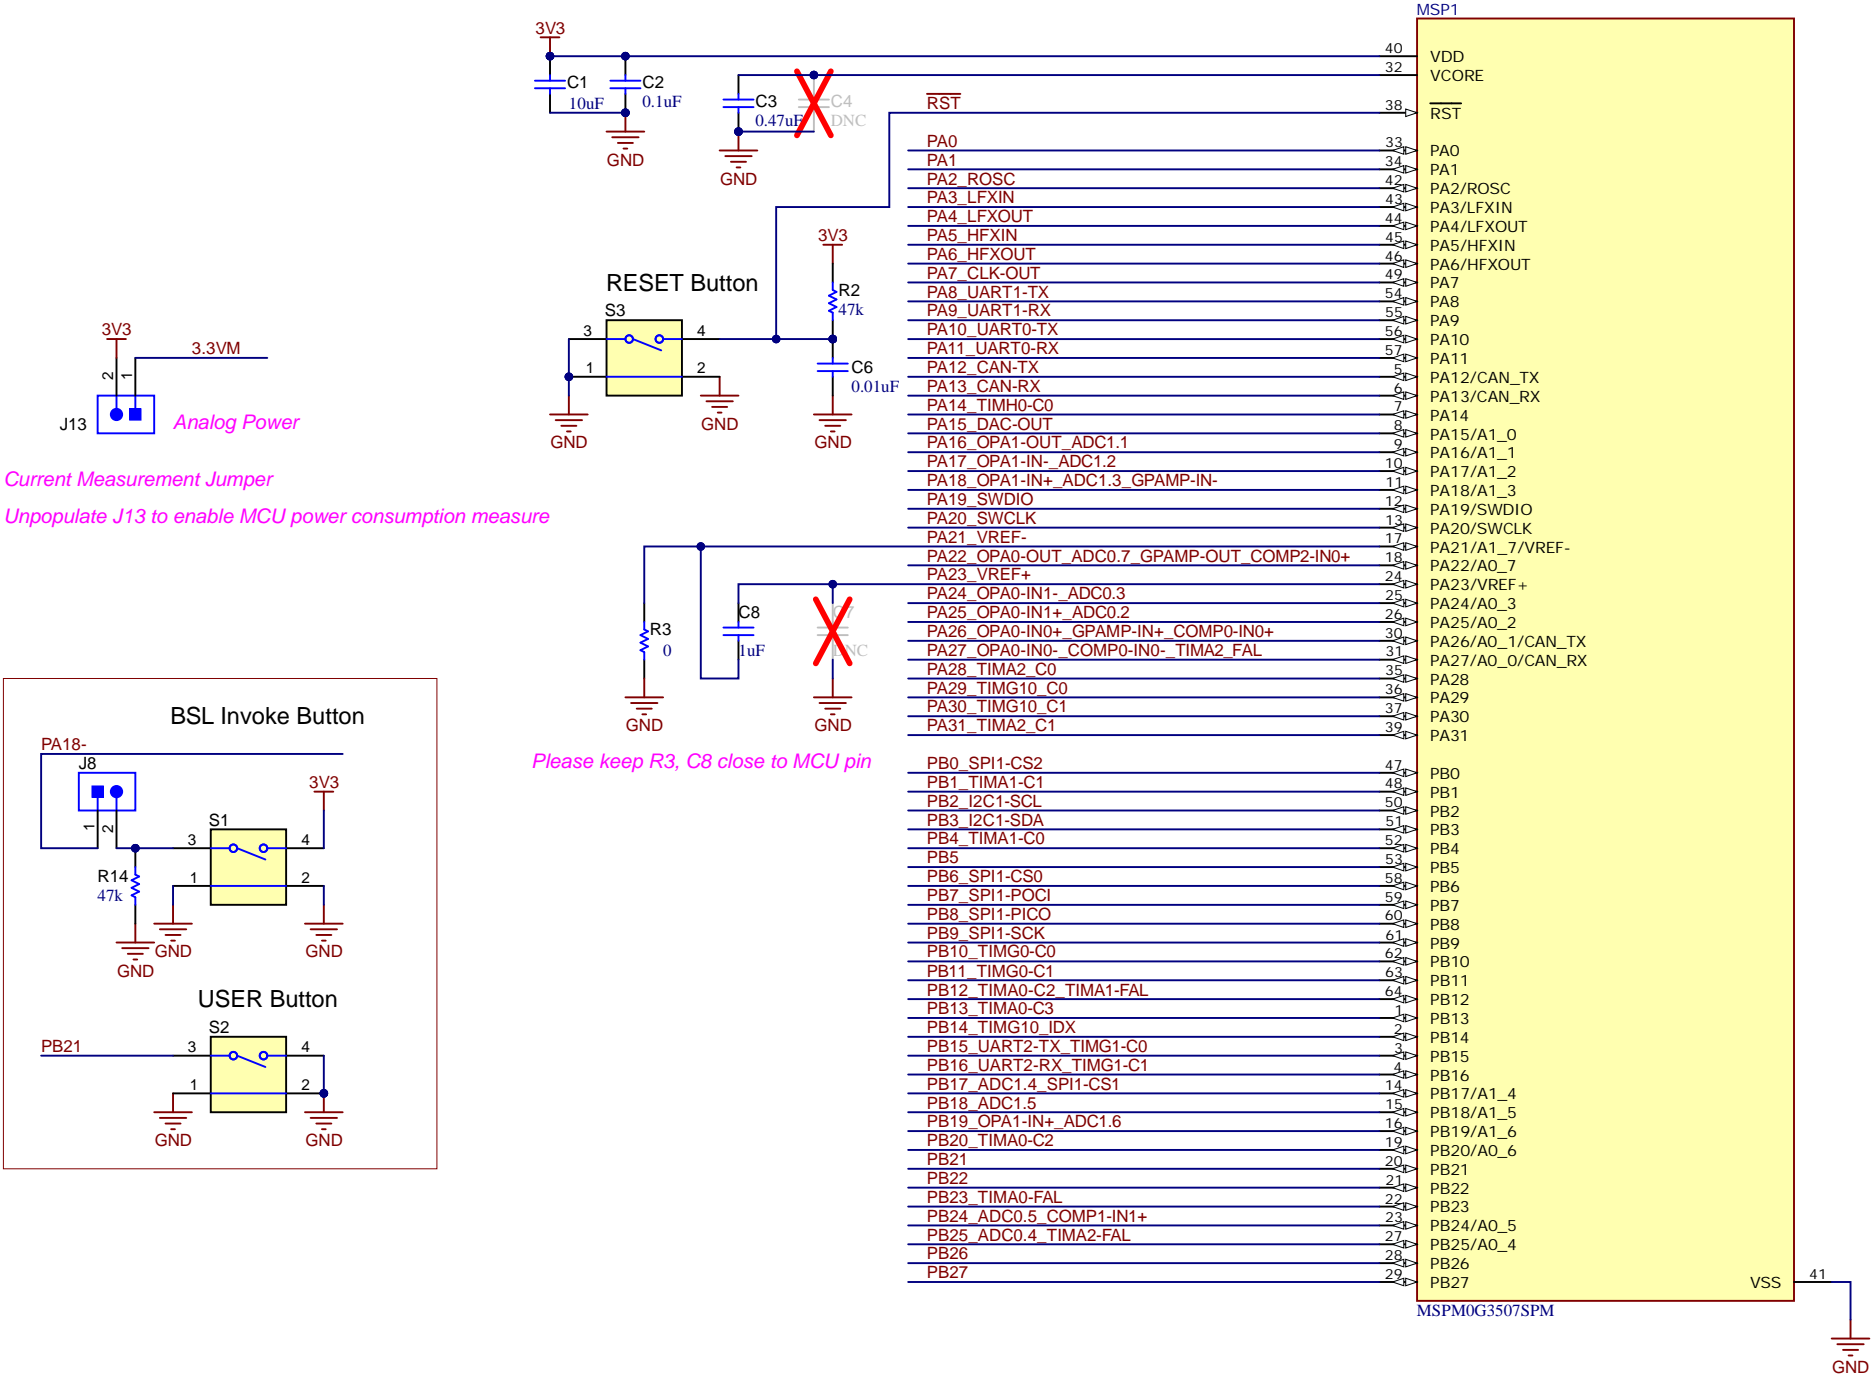 MSP1
3V3
C1
10uF
C2
0.1uF
GND
C3
0.47uF
C4
DNC
GND
40 VDD
32 VCORE
RST 38 RST
PA0 33 PA0
PA1 34 PA1
PA2_ROSC 42 PA2/ROSC
PA3_LFXIN 43 PA3/LFXIN
PA4_LFXOUT 44 PA4/LFXOUT
PA5_HFXIN 45 PA5/HFXIN
PA6_HFXOUT 46 PA6/HFXOUT
PA7_CLK-OUT 49 PA7
PA8_UART1-TX 54 PA8
PA9_UART1-RX 55 PA9
PA10_UART0-TX 56 PA10
PA11_UART0-RX 57 PA11
PA12_CAN-TX 5 PA12/CAN_TX
PA13_CAN-RX 6 PA13/CAN_RX
PA14_TIMH0-C0 7 PA14
PA15_DAC-OUT 8 PA15/A1_0
PA16_OPA1-OUT_ADC1.1 9 PA16/A1_1
PA17_OPA1-IN-_ADC1.2 10 PA17/A1_2
PA18_OPA1-IN+_ADC1.3_GPAMP-IN- 11 PA18/A1_3
PA19_SWDIO 12 PA19/SWDIO
PA20_SWCLK 13 PA20/SWCLK
PA21_VREF- 17 PA21/A1_7/VREF-
PA22_OPA0-OUT_ADC0.7_GPAMP-OUT_COMP2-IN0+ 18 PA22/A0_7
PA23_VREF+ 24 PA23/VREF+
PA24_OPA0-IN1-_ADC0.3 25 PA24/A0_3
PA25_OPA0-IN1+_ADC0.2 26 PA25/A0_2
PA26_OPA0-IN0+_GPAMP-IN+_COMP0-IN0+ 30 PA26/A0_1/CAN_TX
PA27_OPA0-IN0-_COMP0-IN0-_TIMA2_FAL 31 PA27/A0_0/CAN_RX
PA28_TIMA2_C0 35 PA28
PA29_TIMG10_C0 36 PA29
PA30_TIMG10_C1 37 PA30
PA31_TIMA2_C1 39 PA31
PB0_SPI1-CS2 47 PB0
PB1_TIMA1-C1 48 PB1
PB2_I2C1-SCL 50 PB2
PB3_I2C1-SDA 51 PB3
PB4_TIMA1-C0 52 PB4
PB5 53 PB5
PB6_SPI1-CS0 58 PB6
PB7_SPI1-POCI 59 PB7
PB8_SPI1-PICO 60 PB8
PB9_SPI1-SCK 61 PB9
PB10_TIMG0-C0 62 PB10
PB11_TIMG0-C1 63 PB11
PB12_TIMA0-C2_TIMA1-FAL 64 PB12
PB13_TIMA0-C3 1 PB13
PB14_TIMG10_IDX 2 PB14
PB15_UART2-TX_TIMG1-C0 3 PB15
PB16_UART2-RX_TIMG1-C1 4 PB16
PB17_ADC1.4_SPI1-CS1 14 PB17/A1_4
PB18_ADC1.5 15 PB18/A1_5
PB19_OPA1-IN+_ADC1.6 16 PB19/A1_6
PB20_TIMA0-C2 19 PB20/A0_6
PB21 20 PB21
PB22 21 PB22
PB23_TIMA0-FAL 22 PB23
PB24_ADC0.5_COMP1-IN1+ 23 PB24/A0_5
PB25_ADC0.4_TIMA2-FAL 27 PB25/A0_4
PB26 28 PB26
PB27 29 PB27
VSS 41
GND
MSPM0G3507SPM
RESET Button
S3
3 4
1 2
GND
GND
3V3
R2
47k
C6
0.01uF
GND
3V3
3.3VM
2 1
J13
Analog Power
Current Measurement Jumper
Unpopulate J13 to enable MCU power consumption measure
R3
0
GND
C8
1uF
GND
Please keep R3, C8 close to MCU pin
BSL Invoke Button
PA18-
J8
1 2
3V3
S1
3 4
1 2
R14
47k
GND
GND
GND
USER Button
S2
PB21
3 4
1 2
GND
GND